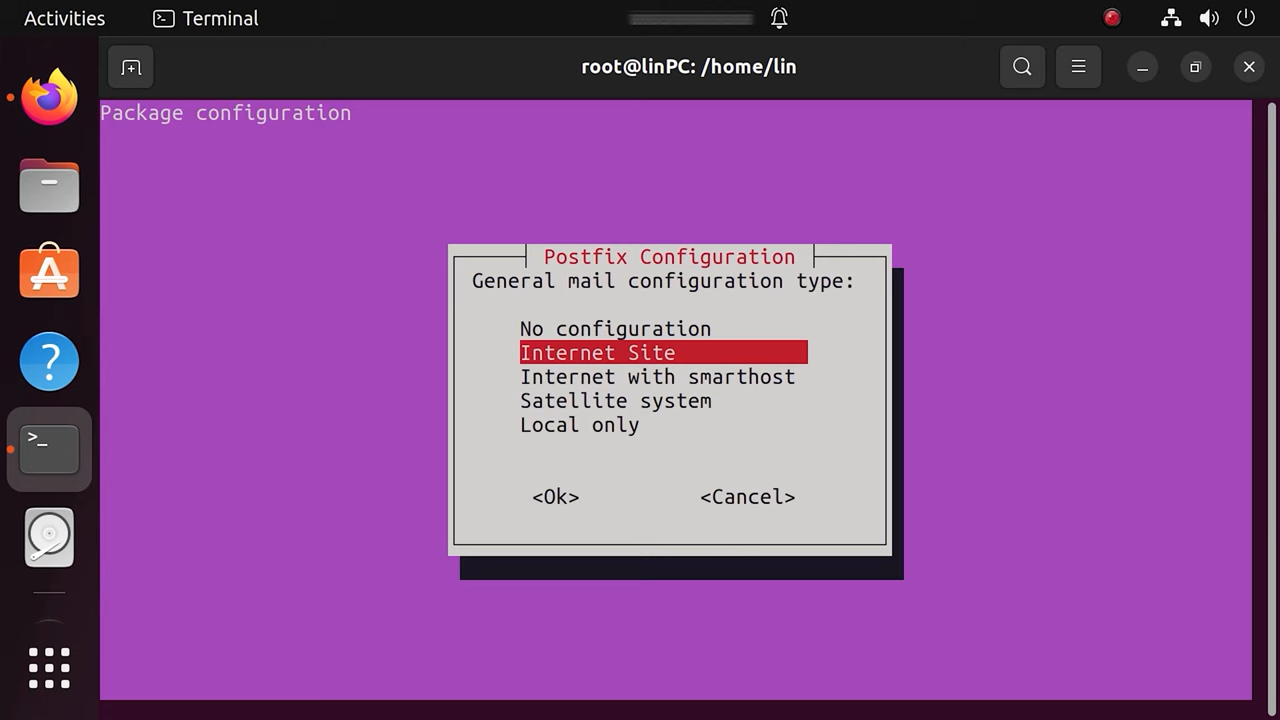 Activities
Terminal
root@linPC: /home/lin
Package configuration
Postfix Configuration
General mail configuration type:
No configuration
Internet Site
Internet with smarthost
Satellite system
Local only
<Ok> <Cancel>